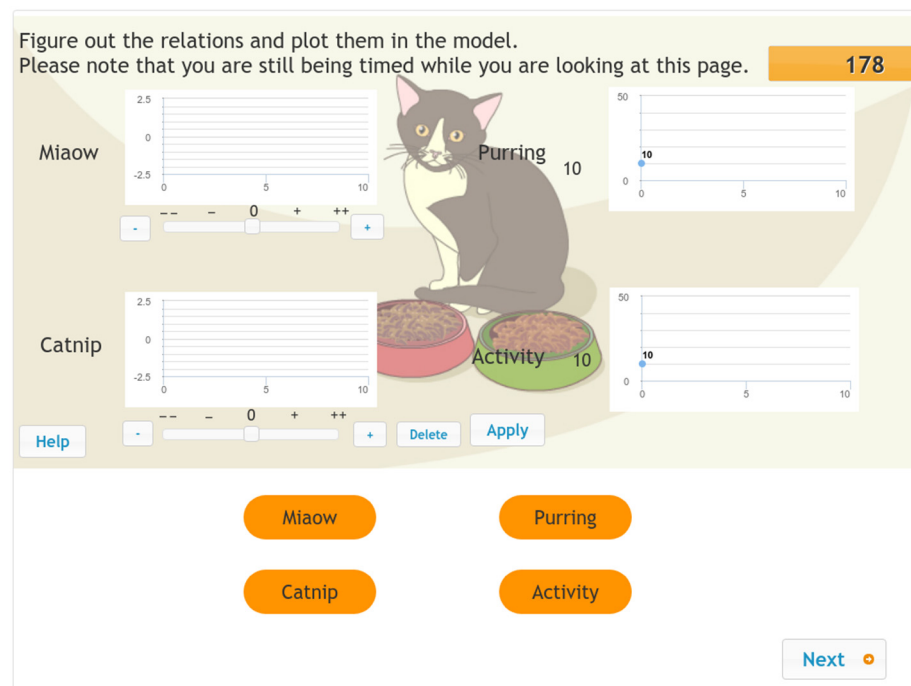 Figure out the relations and plot them in the model.
Please note that you are still being timed while you are looking at this page.
178
Miaow
2.5
0
-2.5
0 5 10
-- - 0 + ++
- +
Purring 10
50
10
0
0 5 10
Catnip
2.5
0
-2.5
0 5 10
-- - 0 + ++
- +
Activity 10
50
10
0
0 5 10
Help
Delete
Apply
Miaow
Purring
Catnip
Activity
Next